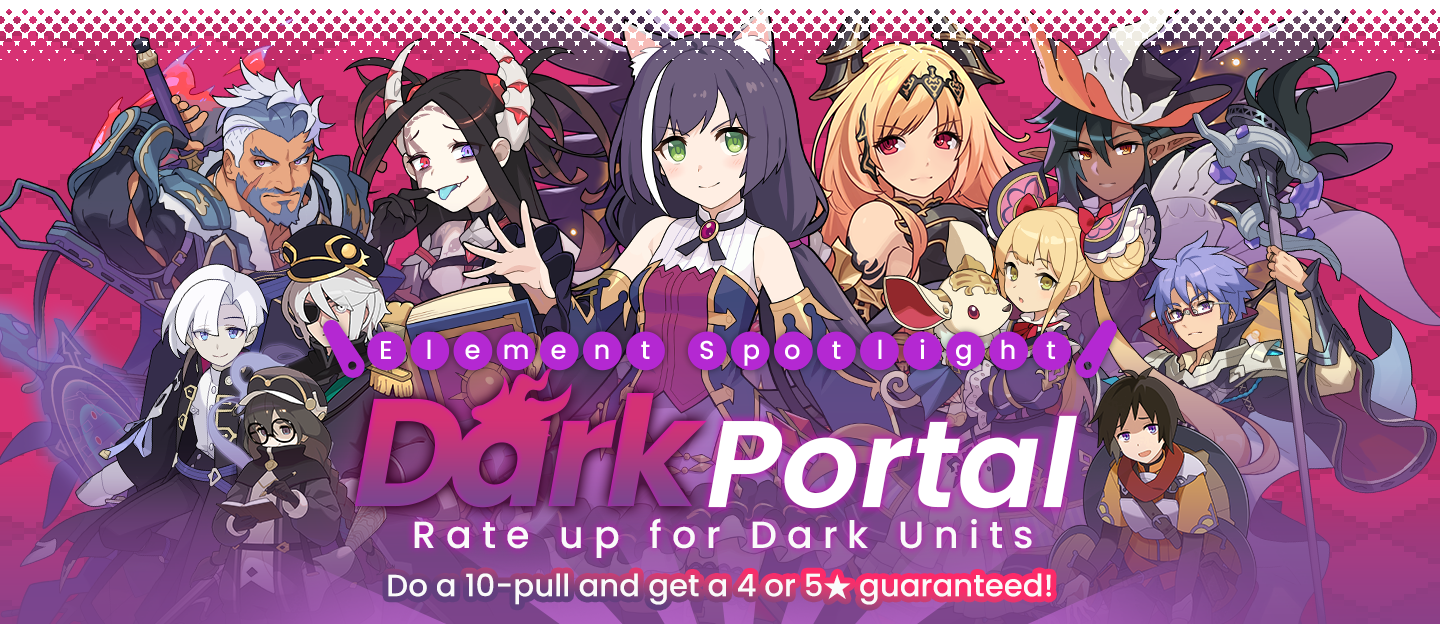 Element Spotlight
Dark Portal
Rate up for Dark Units
Do a 10-pull and get a 4 or 5★ guaranteed!